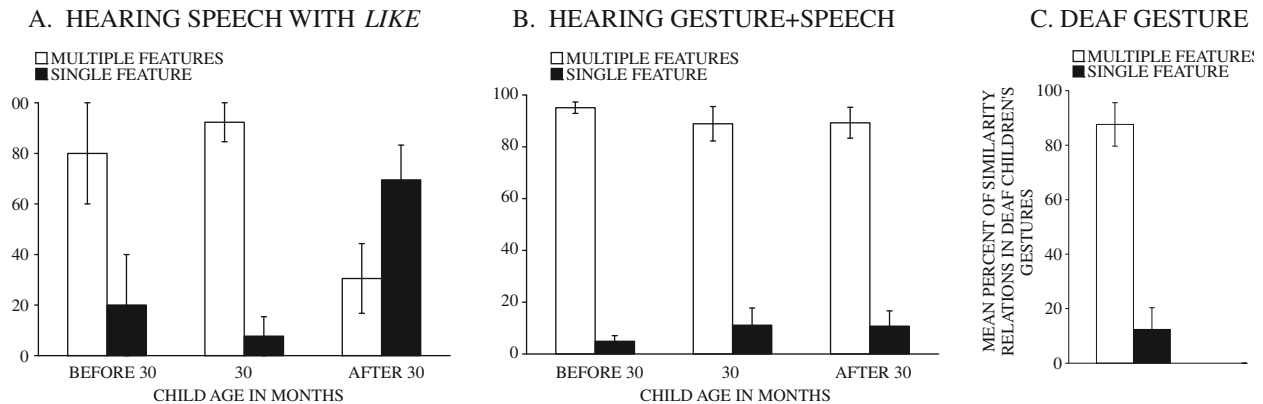 A. HEARING SPEECH WITH LIKE
MULTIPLE FEATURES
SINGLE FEATURE
00
80
60
40
20
0
BEFORE 30
30
AFTER 30
CHILD AGE IN MONTHS
B. HEARING GESTURE+SPEECH
MULTIPLE FEATURES
SINGLE FEATURE
100
80
60
40
20
0
BEFORE 30
30
AFTER 30
CHILD AGE IN MONTHS
C. DEAF GESTURE
MULTIPLE FEATURES
SINGLE FEATURE
MEAN PERCENT OF SIMILARITY
RELATIONS IN DEAF CHILDREN'S
GESTURES
100
80
60
40
20
0